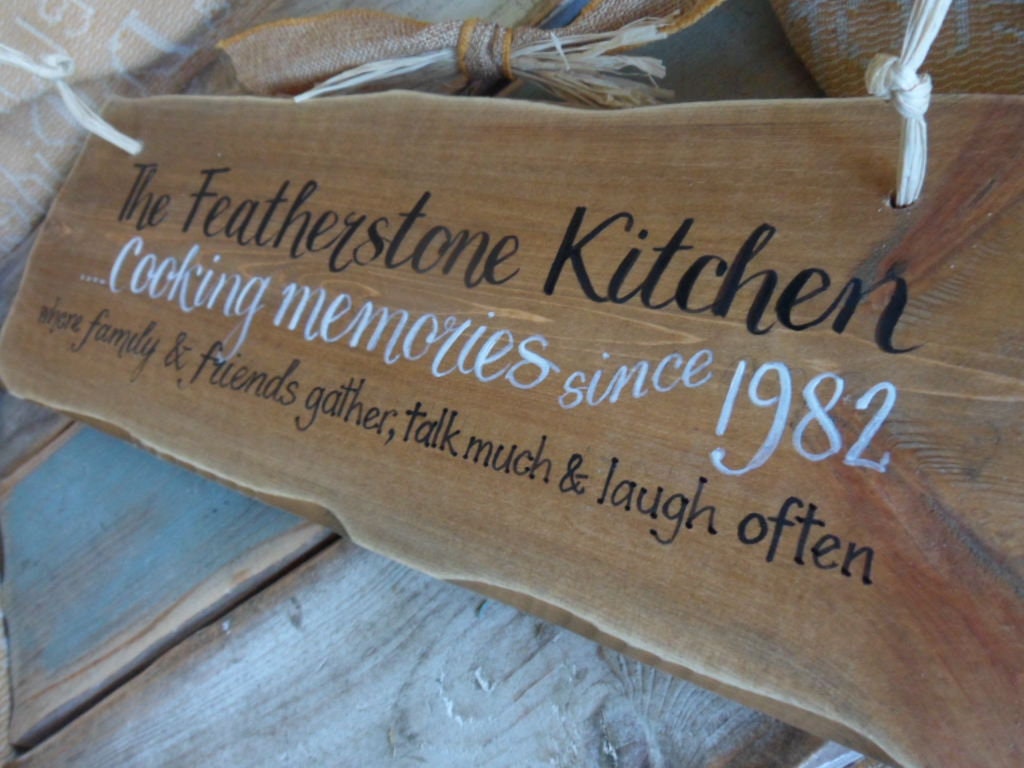 The Featherstone Kitchen
....Cooking memories since 1982
where family & friends gather, talk much & laugh often